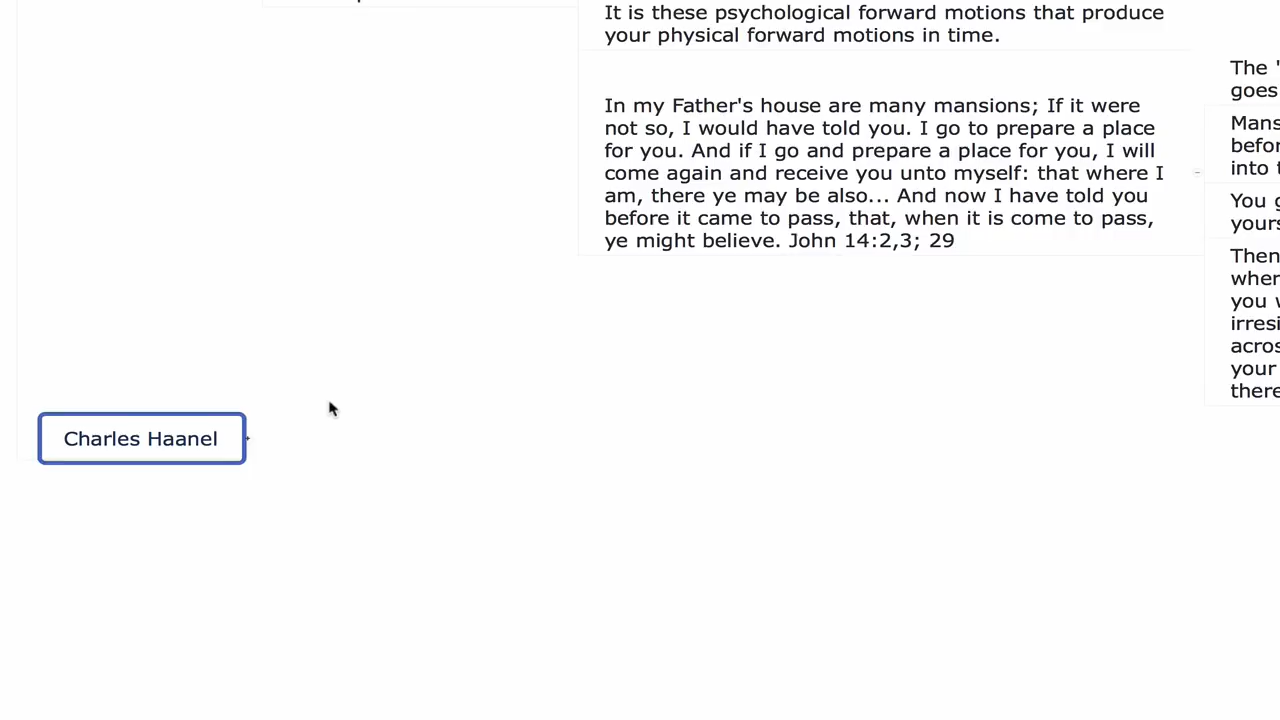 It is these psychological forward motions that produce
your physical forward motions in time.
In my Father's house are many mansions; If it were
not so, I would have told you. I go to prepare a place
for you. And if I go and prepare a place for you, I will
come again and receive you unto myself: that where I
am, there ye may be also... And now I have told you
before it came to pass, that, when it is come to pass,
ye might believe. John 14:2,3; 29
The "
goes
Mans
befor
into t
You g
yours
Then
when
you w
irresi
acros
your
there
Charles Haanel